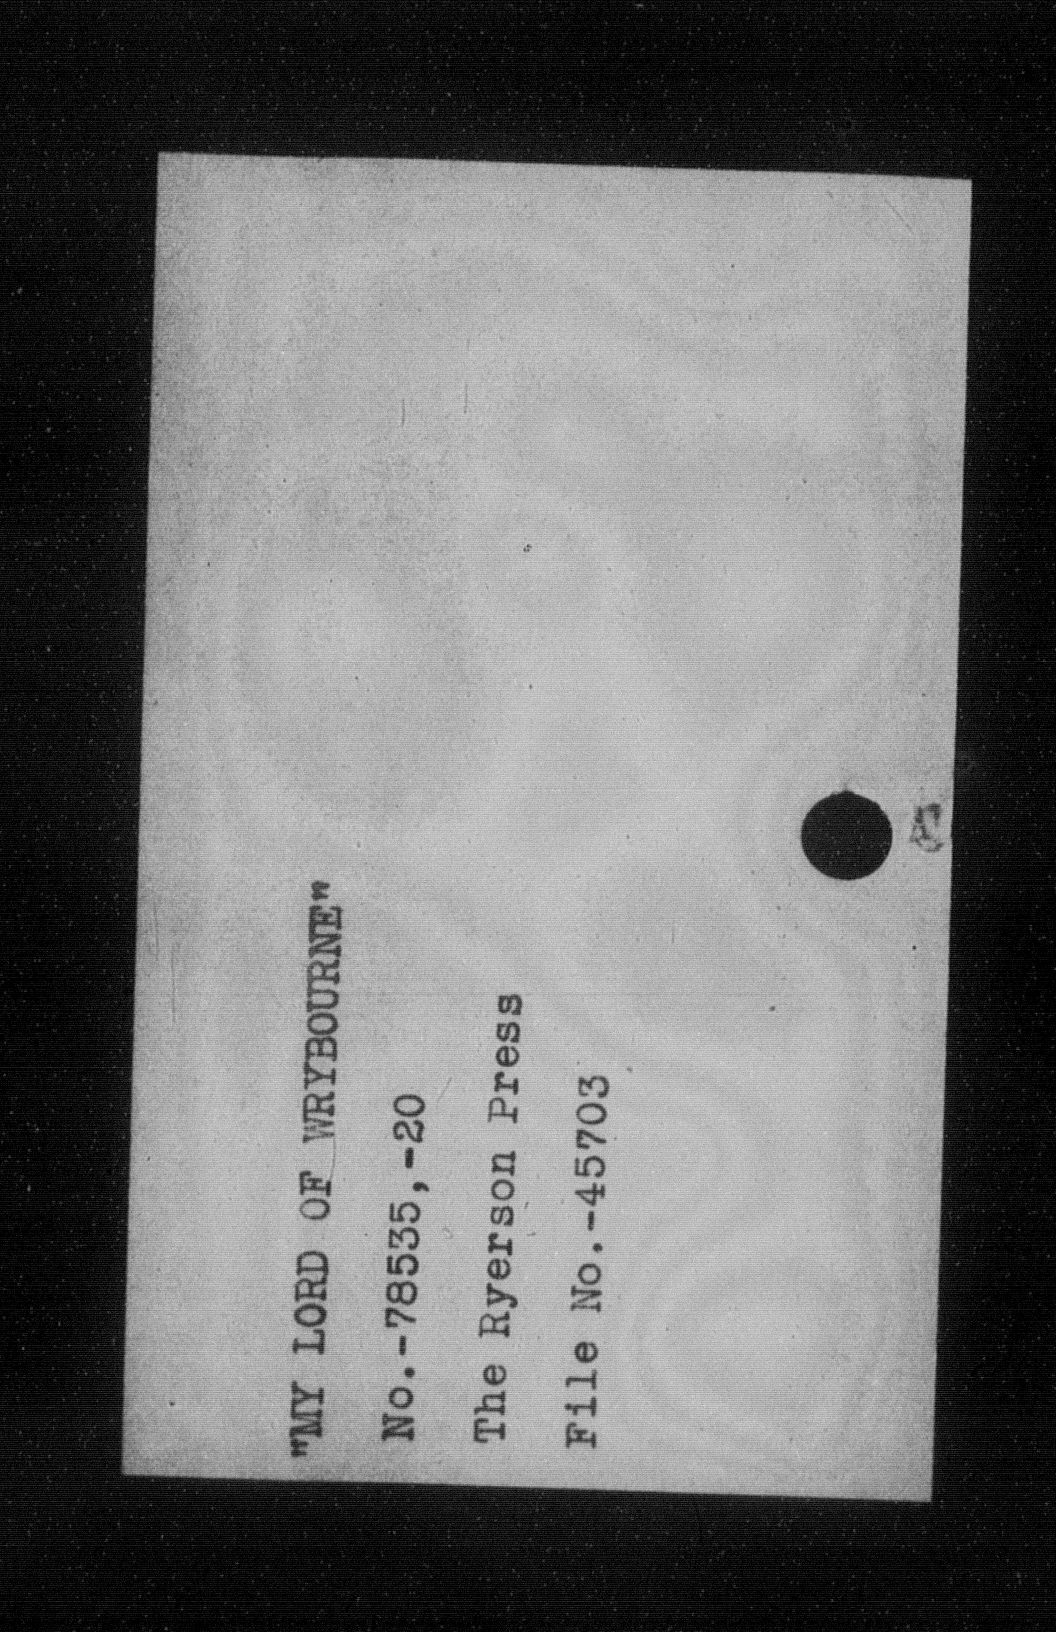 "MY LORD OF WRYBOURNE"
No.-78535,-20
The Ryerson Press
File No.-45703